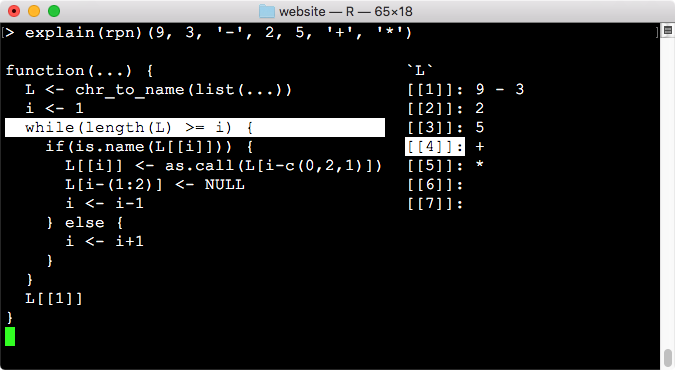 website — R — 65×18
> explain(rpn)(9, 3, '-', 2, 5, '+', '*')
function(...) {
  L <- chr_to_name(list(...))
  i <- 1
  while(length(L) >= i) {
    if(is.name(L[[i]])) {
      L[[i]] <- as.call(L[i-c(0,2,1)])
      L[i-(1:2)] <- NULL
      i <- i-1
    } else {
      i <- i+1
    }
  }
  L[[1]]
}
`L`
[[1]]: 9 - 3
[[2]]: 2
[[3]]: 5
[[4]]: +
[[5]]: *
[[6]]:
[[7]]: